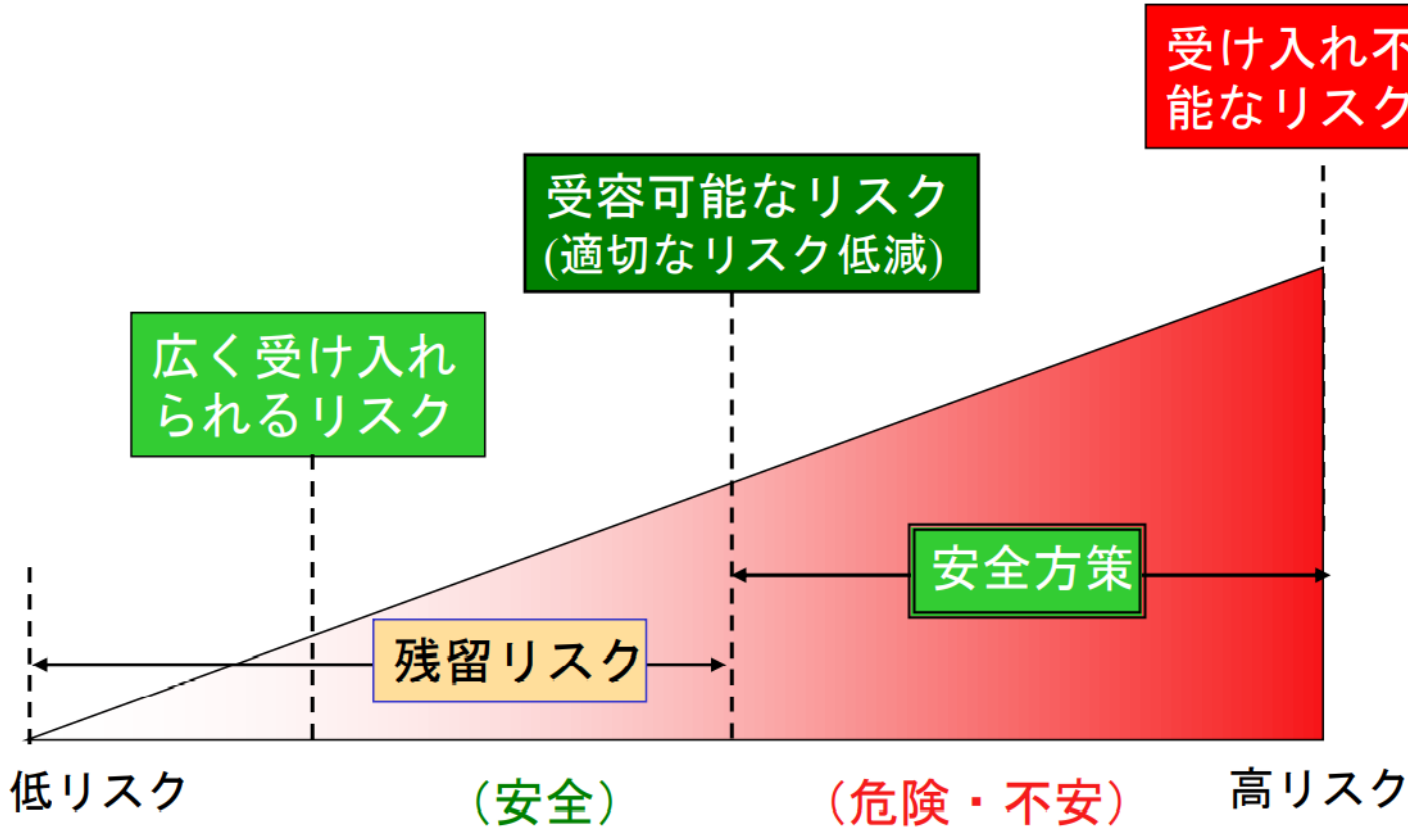 受け入れ不
能なリスク
受容可能なリスク
(適切なリスク低減)
広く受け入れ
られるリスク
安全方策
残留リスク
低リスク
(安全)
(危険・不安)
高リスク